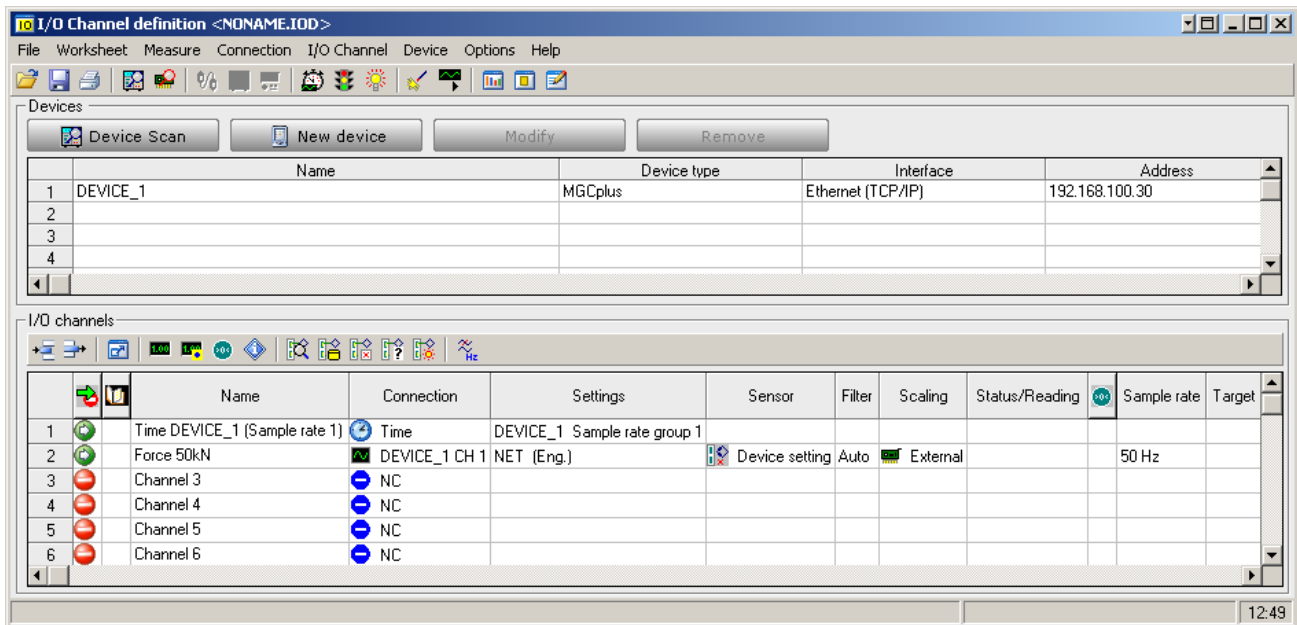 I/O Channel definition <NONAME.IOD>
File Worksheet Measure Connection I/O Channel Device Options Help
Devices
Device Scan New device Modify Remove
Name Device type Interface Address
1 DEVICE_1 MGCplus Ethernet (TCP/IP) 192.168.100.30
2
3
4
I/O channels
Name Connection Settings Sensor Filter Scaling Status/Reading Sample rate Target
1 Time DEVICE_1 (Sample rate 1) Time DEVICE_1 Sample rate group 1
2 Force 50kN DEVICE_1 CH 1 NET (Eng.) Device setting Auto External 50 Hz
3 Channel 3 NC
4 Channel 4 NC
5 Channel 5 NC
6 Channel 6 NC
12:49